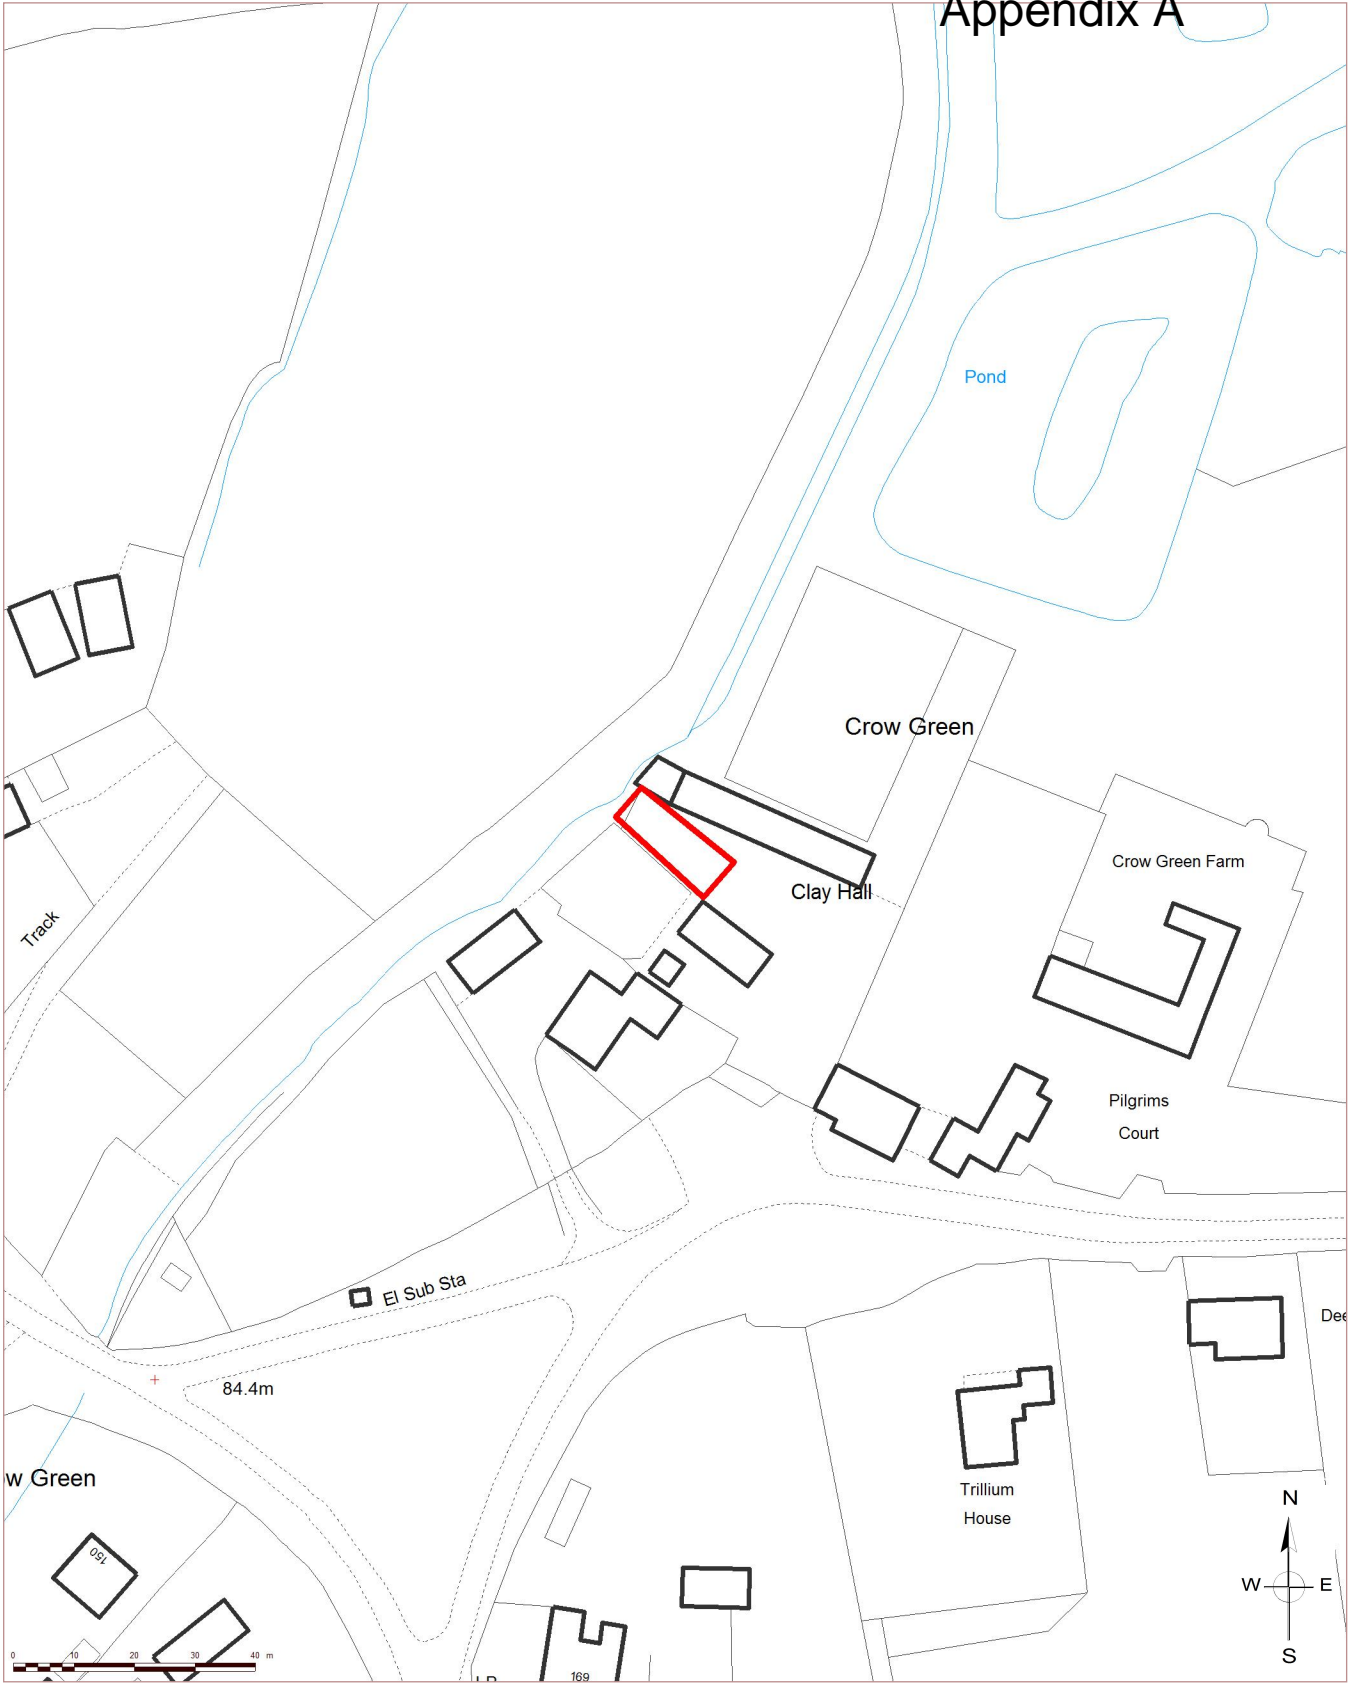 Appendix A
Pond
Crow Green
Crow Green Farm
Clay Hall
Track
Pilgrims
Court
El Sub Sta
84.4m
w Green
Trillium
House
N
W E
S
150
169
0 10 20 30 40 m